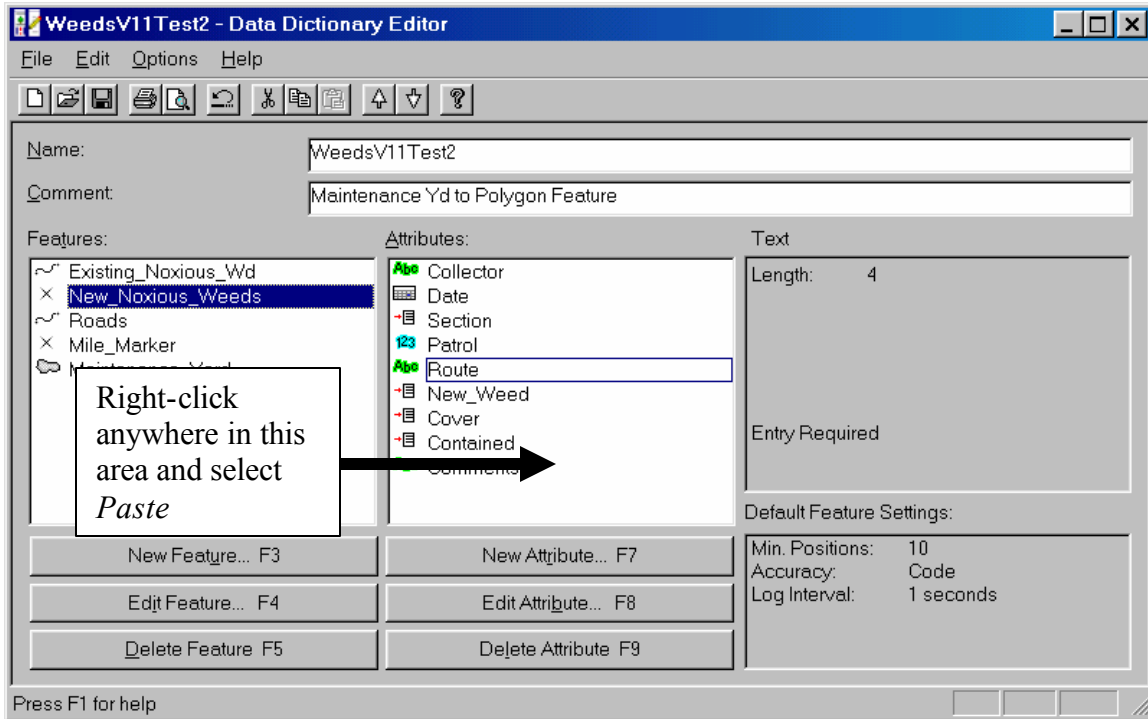 WeedsV11Test2 - Data Dictionary Editor
File Edit Options Help
Name: WeedsV11Test2
Comment: Maintenance Yd to Polygon Feature
Features:
Existing_Noxious_Wd
New_Noxious_Weeds
Roads
Mile_Marker
Right-click
anywhere in this
area and select
Paste
New Feature... F3
Edit Feature... F4
Delete Feature F5
Attributes:
Abc Collector
Date
Section
123 Patrol
Abc Route
New_Weed
Cover
Contained
Comments
New Attribute... F7
Edit Attribute... F8
Delete Attribute F9
Text
Length: 4
Entry Required
Default Feature Settings:
Min. Positions: 10
Accuracy: Code
Log Interval: 1 seconds
Press F1 for help